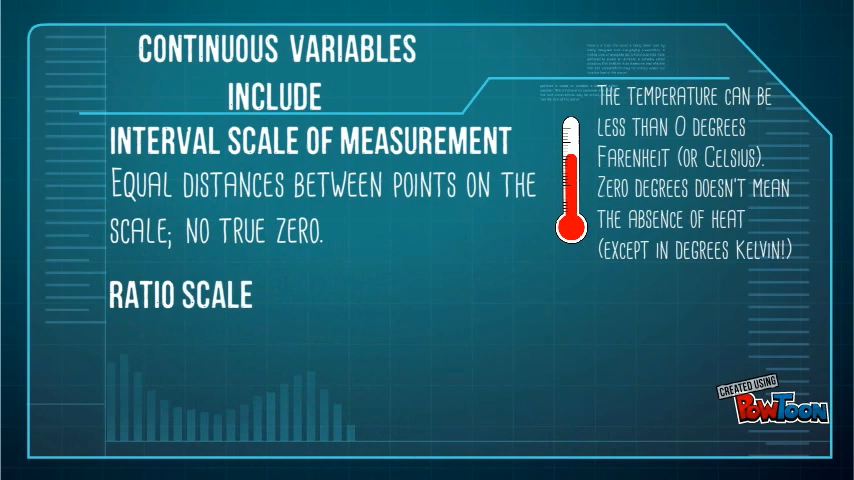 CONTINUOUS VARIABLES
INCLUDE
INTERVAL SCALE OF MEASUREMENT
EQUAL DISTANCES BETWEEN POINTS ON THE
SCALE; NO TRUE ZERO.
RATIO SCALE
THE TEMPERATURE CAN BE
LESS THAN 0 DEGREES
FARENHEIT (OR CELSIUS).
ZERO DEGREES DOESN'T MEAN
THE ABSENCE OF HEAT
(EXCEPT IN DEGREES KELVIN!)
CREATED USING
POWTOON